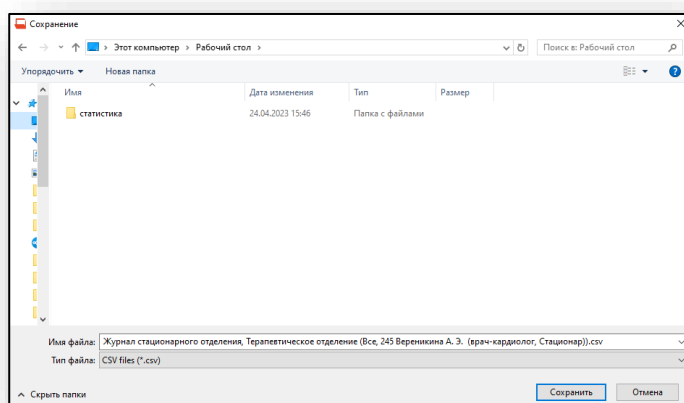 Сохранение
Этот компьютер › Рабочий стол ›
Поиск в: Рабочий стол
Упорядочить Новая папка
Имя Дата изменения Тип Размер
статистика 24.04.2023 15:46 Папка с файлами
Имя файла: Журнал стационарного отделения, Терапевтическое отделение (Все, 245 Вереникина А. Э. (врач-кардиолог, Стационар)).csv
Тип файла: CSV files (*.csv)
Скрыть папки Сохранить Отмена